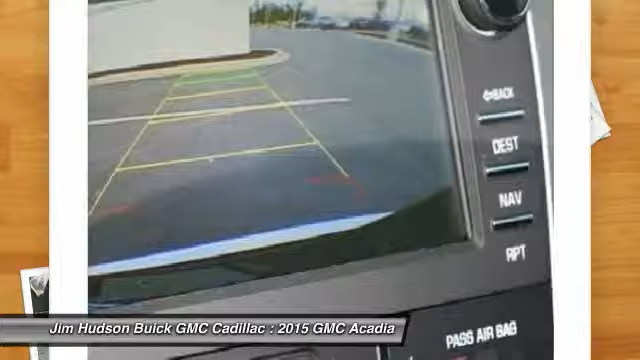 BACK
DEST
NAV
RPT
Jim Hudson Buick GMC Cadillac : 2015 GMC Acadia
PASS AIR BAG